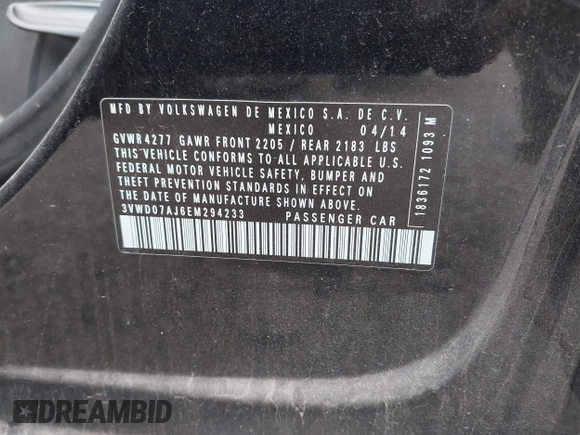 MFD BY VOLKSWAGEN DE MEXICO S.A. DE C.V.
MEXICO 04/14
GVWR4277 GAWR FRONT 2205 / REAR 2183 LBS
THIS VEHICLE CONFORMS TO ALL APPLICABLE U.S.
FEDERAL MOTOR VEHICLE SAFETY, BUMPER AND
THEFT PREVENTION STANDARDS IN EFFECT ON
THE DATE OF MANUFACTURE SHOWN ABOVE.
3VWD07AJ6EM294233 PASSENGER CAR
1836172 1093 M
DREAMBID